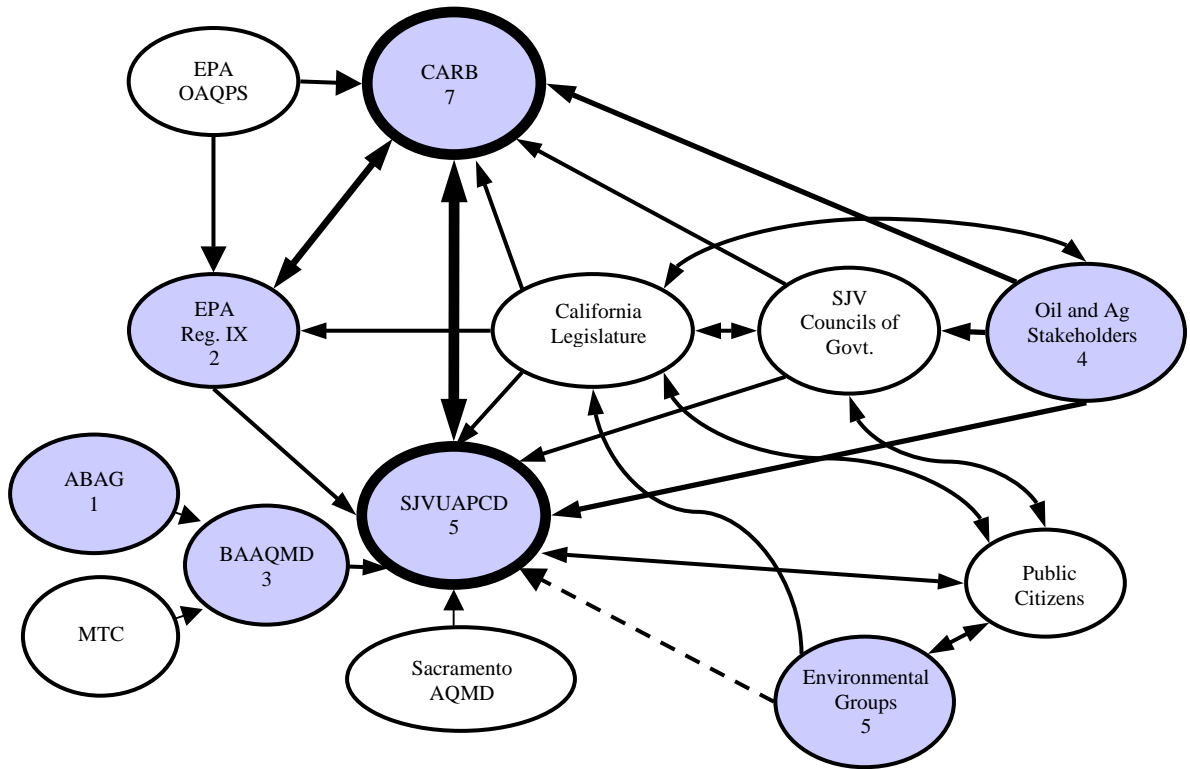 EPA
OAQPS
CARB
7
EPA
Reg. IX
2
California
Legislature
SJV
Councils of
Govt.
Oil and Ag
Stakeholders
4
ABAG
1
BAAQMD
3
SJVUAPCD
5
MTC
Sacramento
AQMD
Public
Citizens
Environmental
Groups
5